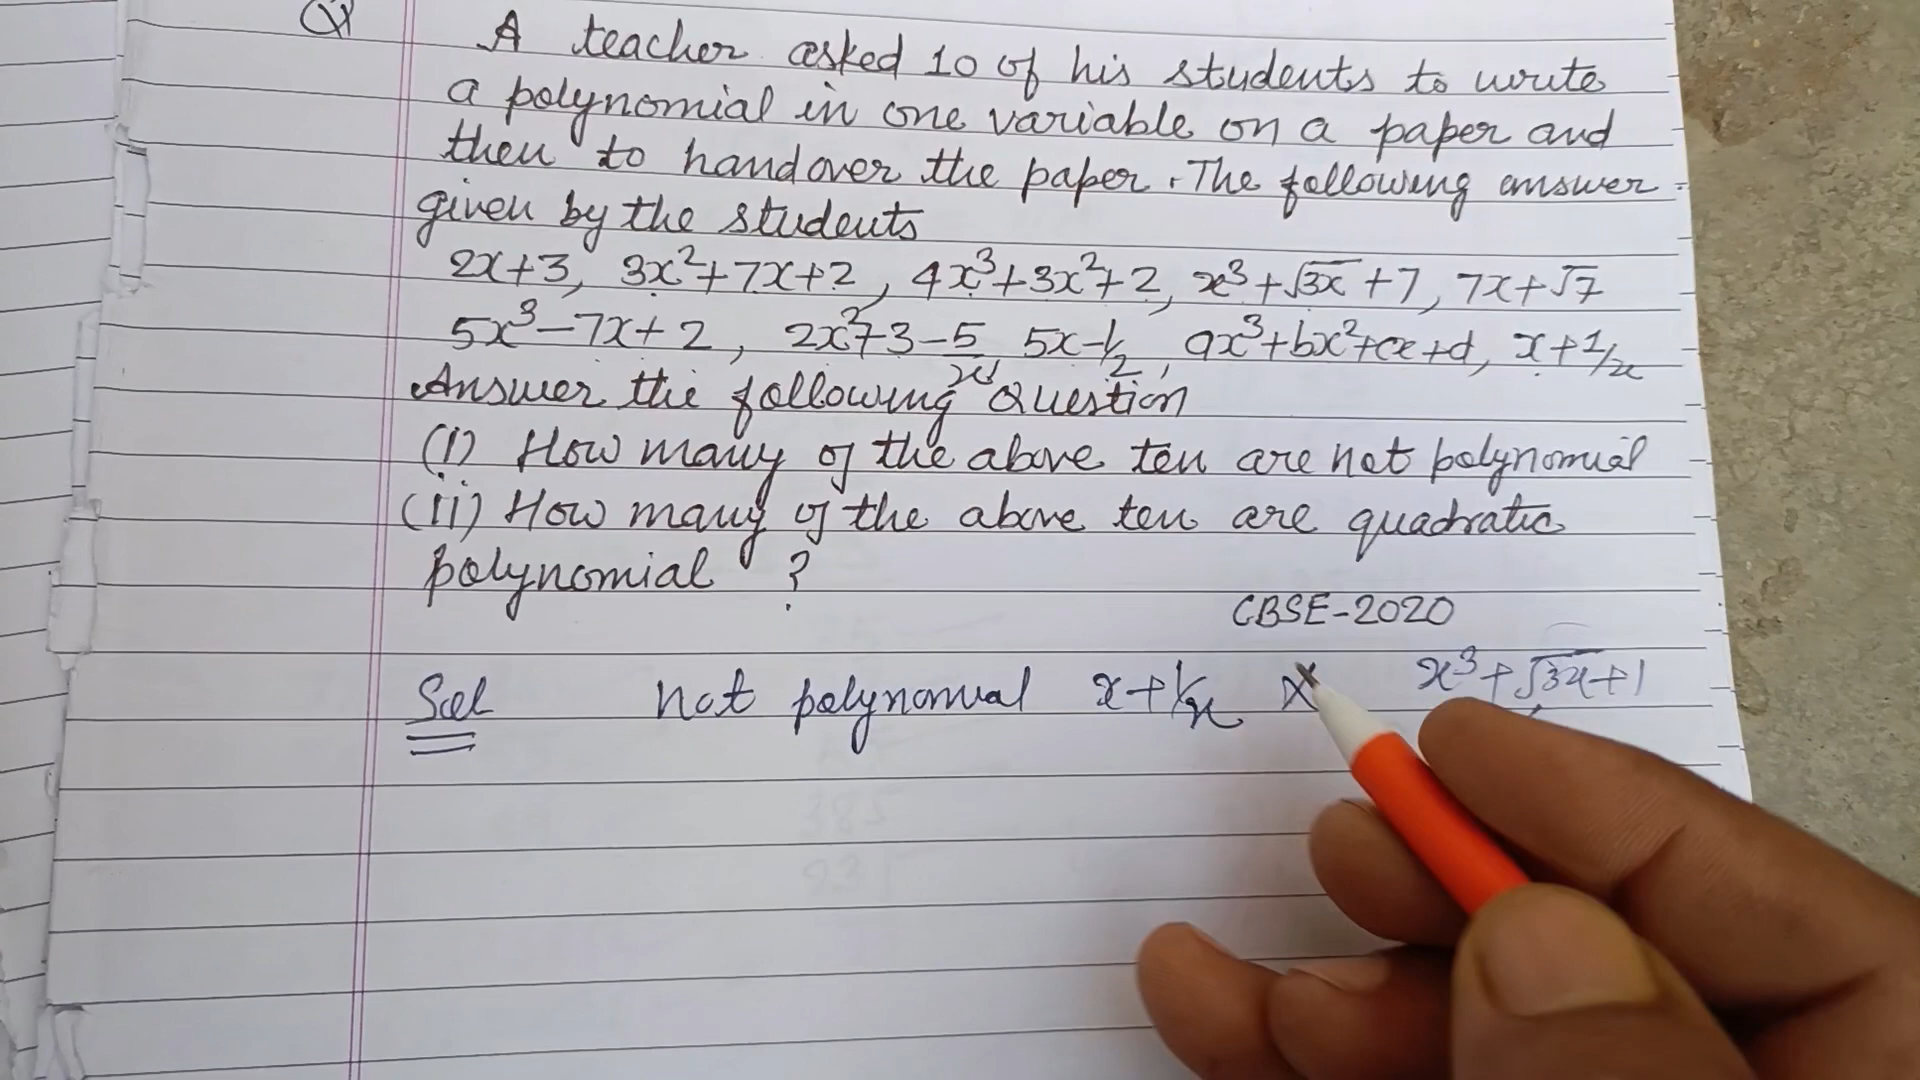 Q
A teacher asked 10 of his students to write
a polynomial in one variable on a paper and
then to handover the paper. The following answer
given by the students
2x+3, 3x²+7x+2, 4x³+3x²+2, x³+√3x+7, 7x+√7
5x³-7x+2, 2x²+3-5/x, 5x-1/2, ax³+bx²+cx+d, x+1/x
Answer the following Question
(I) How many of the above ten are not polynomial
(II) How many of the above ten are quadratic
polynomial ?
CBSE-2020
Sol not polynomial x+1/x x³+√3x+1